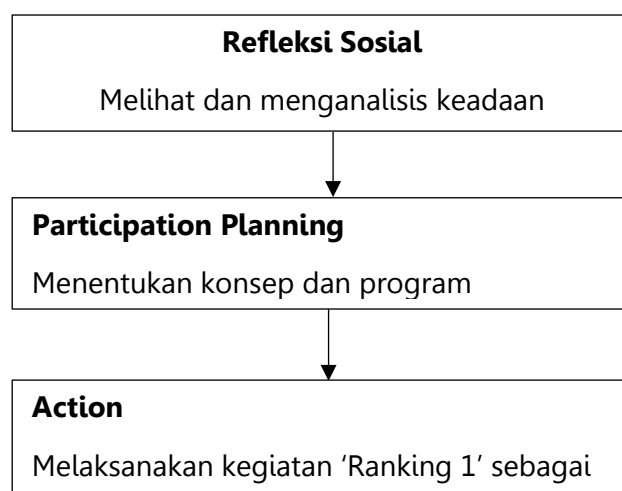 Refleksi Sosial
Melihat dan menganalisis keadaan
Participation Planning
Menentukan konsep dan program
Action
Melaksanakan kegiatan ‘Ranking 1’ sebagai